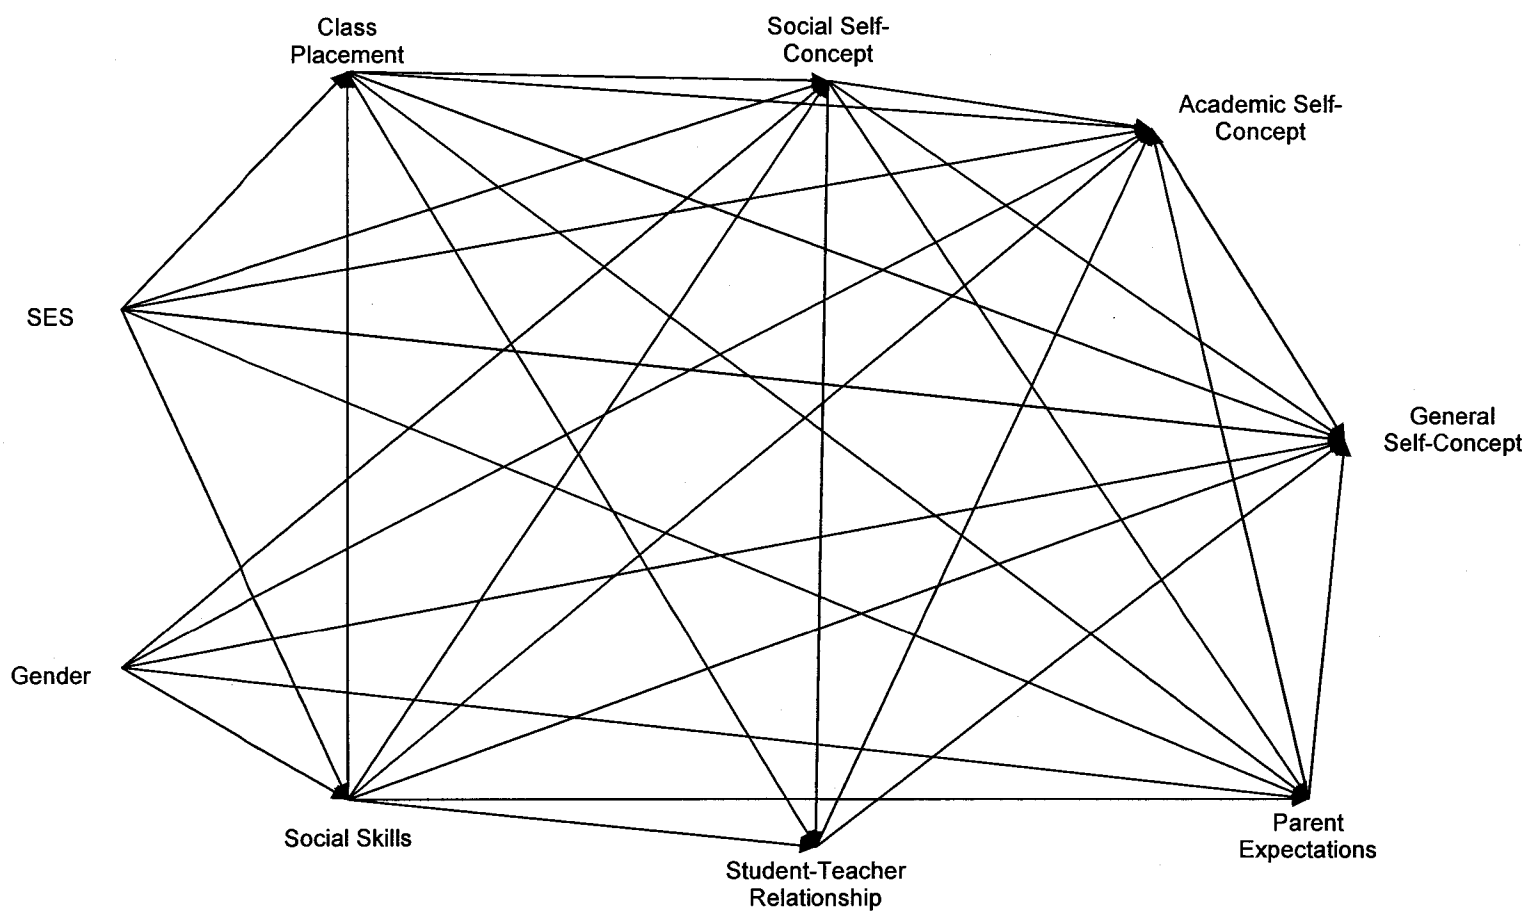 Class
Placement
Social Self-
Concept
Academic Self-
Concept
SES
General
Self-Concept
Gender
Social Skills
Student-Teacher
Relationship
Parent
Expectations